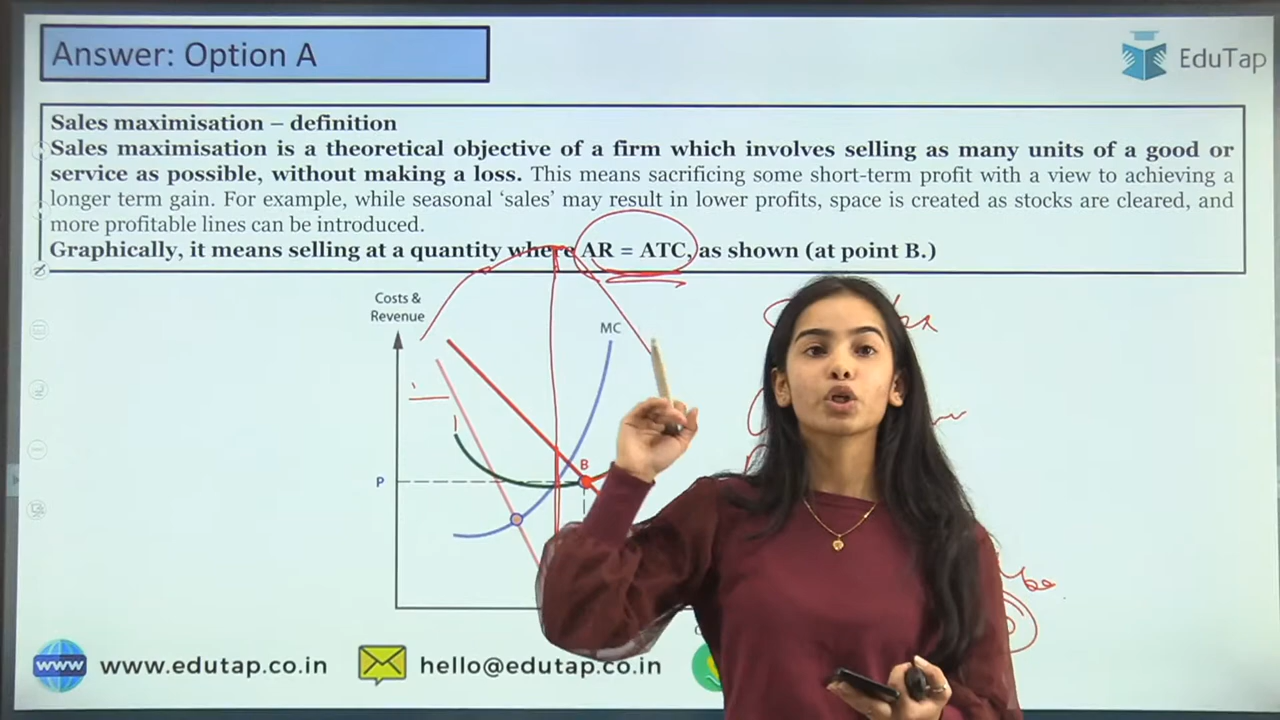 Answer: Option A
EduTap
Sales maximisation – definition
Sales maximisation is a theoretical objective of a firm which involves selling as many units of a good or
service as possible, without making a loss. This means sacrificing some short-term profit with a view to achieving a
longer term gain. For example, while seasonal ‘sales’ may result in lower profits, space is created as stocks are cleared, and
more profitable lines can be introduced.
Graphically, it means selling at a quantity where AR = ATC, as shown (at point B.)
Costs &
Revenue
MC
B
P
www www.edutap.co.in
hello@edutap.co.in